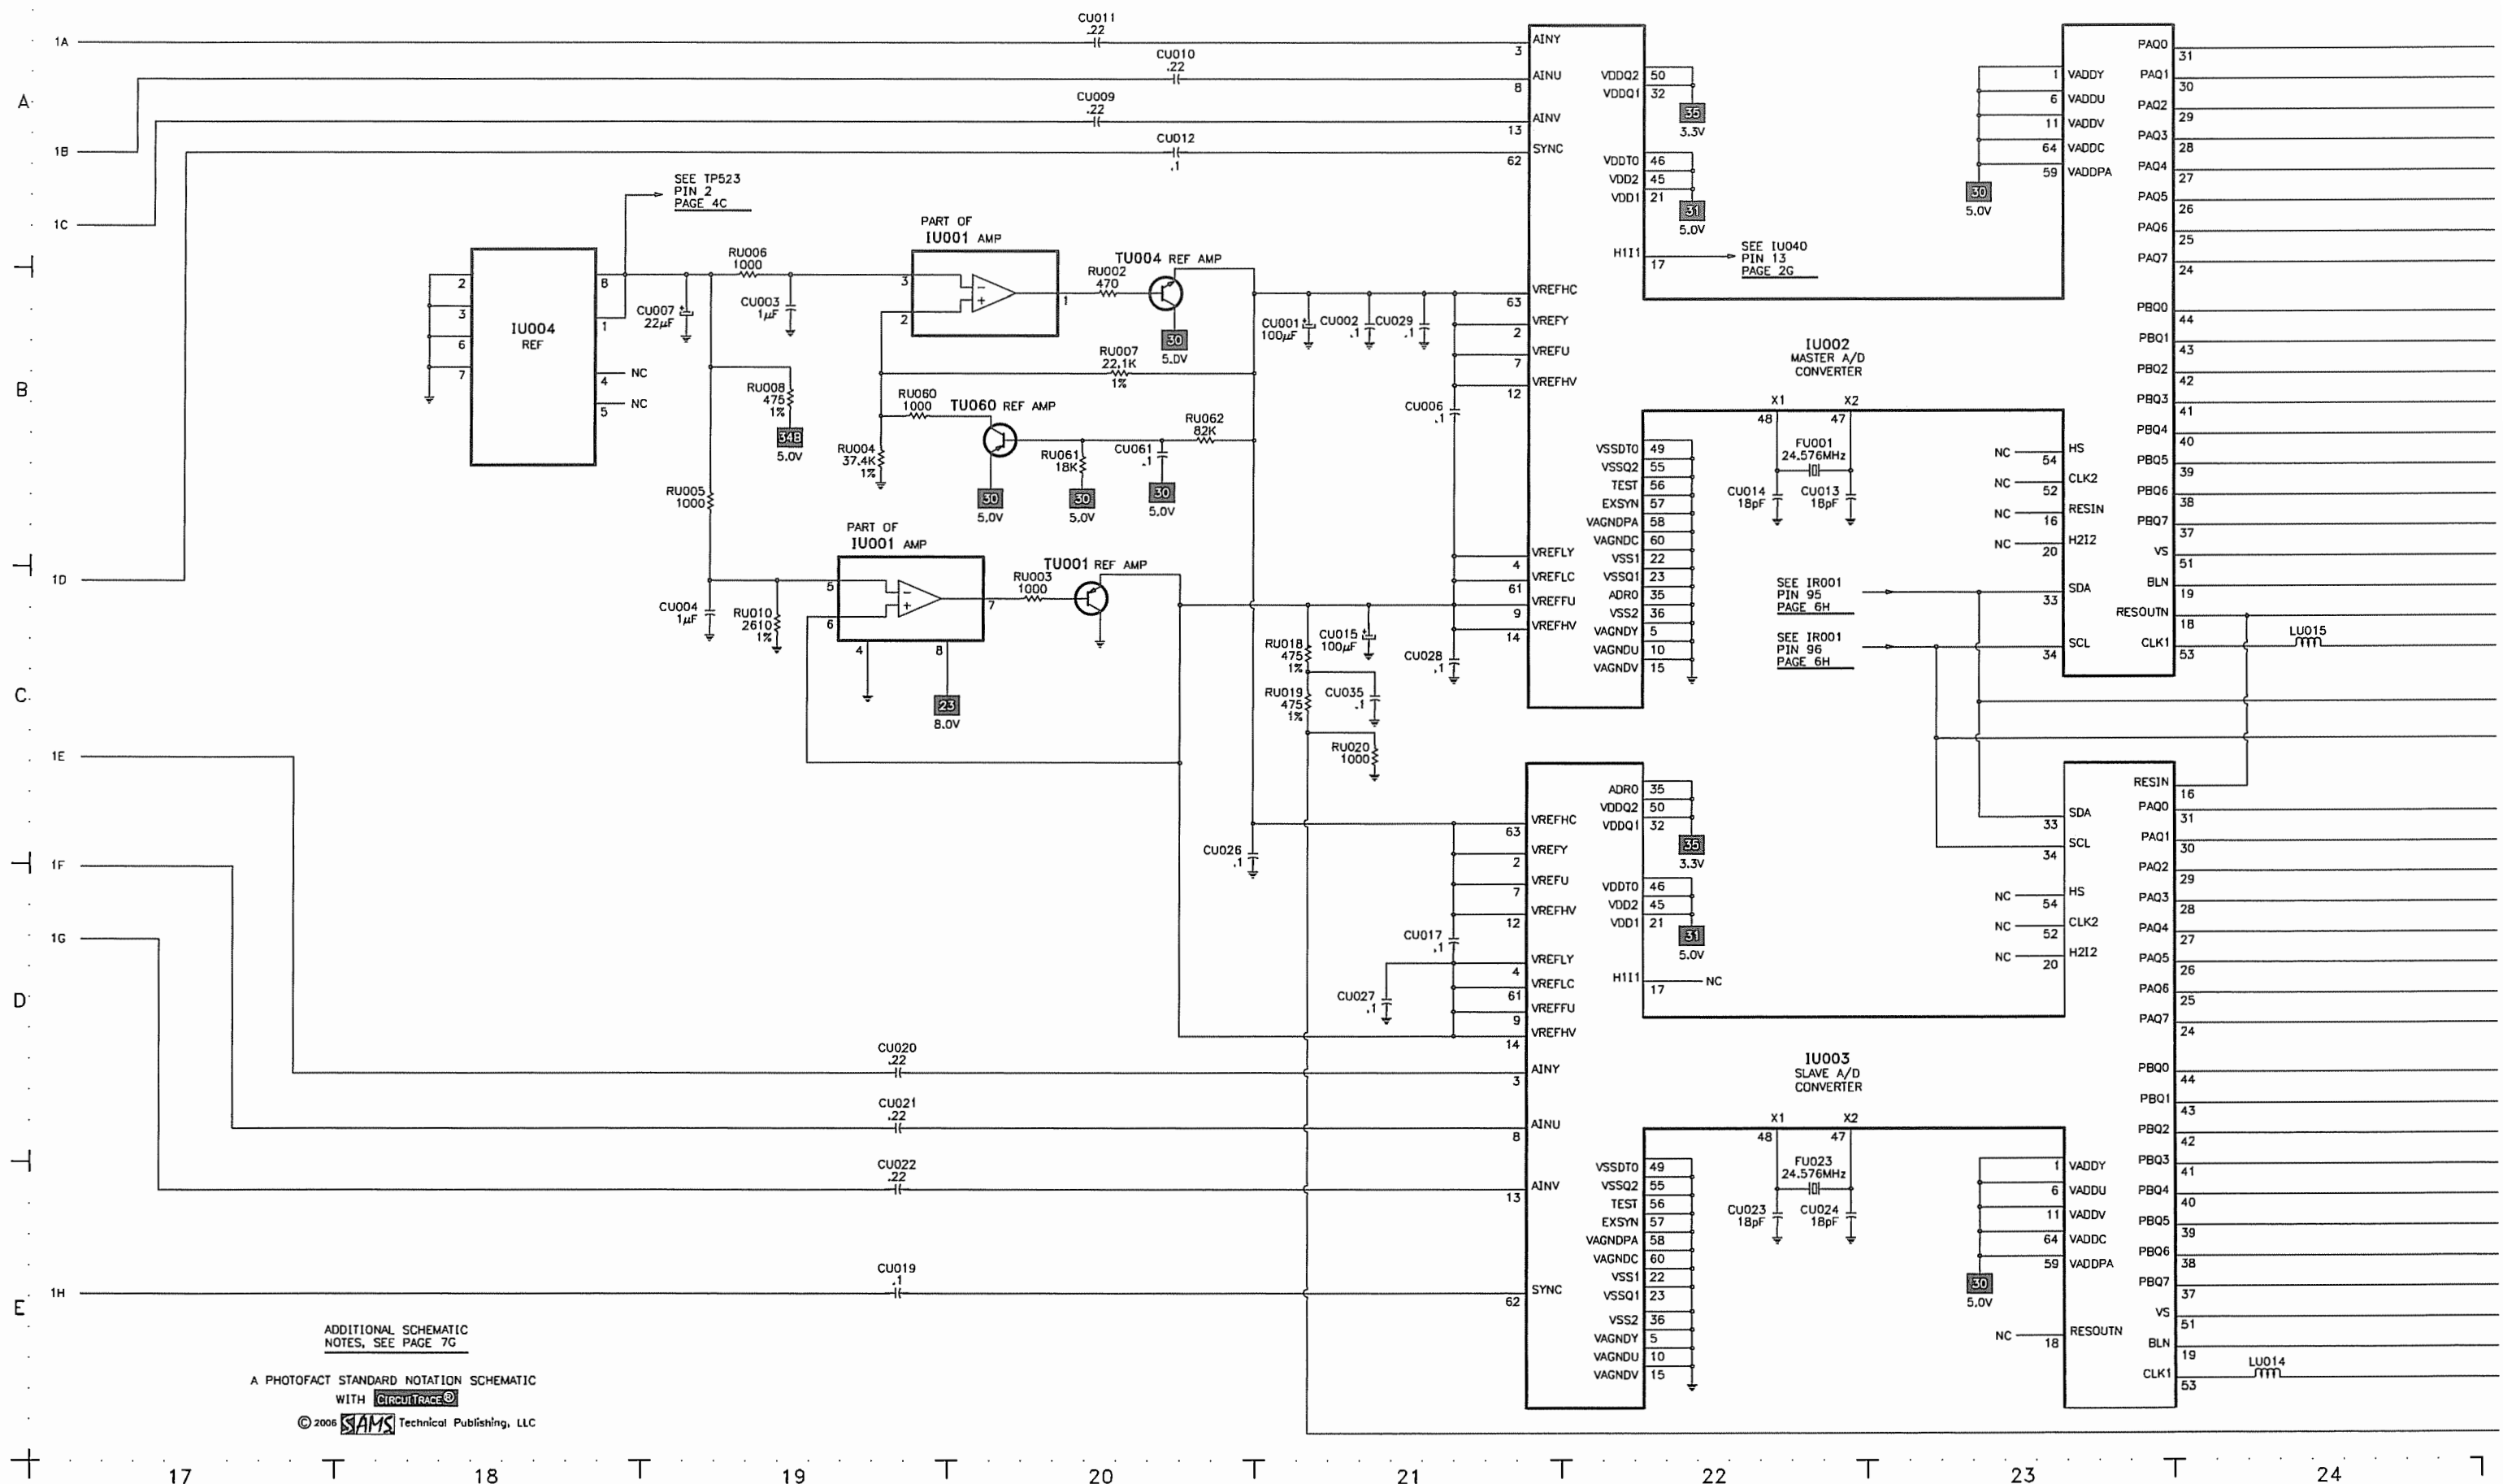 1A
1B
1C
1D
1E
1F
1G
1H
A
B
C
D
E
CU011
.22
CU010
.22
CU009
.22
CU012
.1
SEE TP523
PIN 2
PAGE 4C
IU004
REF
2
3
6
7
8
1
4 NC
5 NC
CU007
22µF
RU006
1000
CU003
1µF
PART OF
IU001 AMP
3
2
1
RU002
470
TU004 REF AMP
30
5.0V
RU007
22.1K
1%
RU008
475
1%
34B
5.0V
RU060
1000
TU060 REF AMP
RU062
82K
RU004
37.4K
1%
RU061
18K
CU061
.1
30
5.0V
30
5.0V
30
5.0V
RU005
1000
PART OF
IU001 AMP
5
6
7
4
8
23
8.0V
RU003
1000
TU001 REF AMP
CU004
1µF
RU010
2610
1%
CU001
100µF
CU002
.1
CU029
.1
CU006
.1
RU018
475
1%
CU015
100µF
CU028
.1
RU019
475
1%
CU035
.1
RU020
1000
CU026
.1
CU017
.1
CU027
.1
CU020
.22
CU021
.22
CU022
.22
CU019
.1
IU002
MASTER A/D
CONVERTER
3 AINY
8 AINU
13 AINV
62 SYNC
63 VREFHC
2 VREFY
7 VREFU
12 VREFHV
4 VREFLY
61 VREFLC
9 VREFFU
14 VREFHV
VDDQ2 50
VDDQ1 32
35
3.3V
VDDTO 46
VDD2 45
VDD1 21
31
5.0V
H1I1 17
SEE IU040
PIN 13
PAGE 2G
VSSDTO 49
VSSQ2 55
TEST 56
EXSYN 57
VAGNDPA 58
VAGNDC 60
VSS1 22
VSSQ1 23
ADRO 35
VSS2 36
VAGNDY 5
VAGNDU 10
VAGNDV 15
X1
48
X2
47
FU001
24.576MHz
CU014
18pF
CU013
18pF
SEE IR001
PIN 95
PAGE 6H
SEE IR001
PIN 96
PAGE 6H
1 VADDY
6 VADDU
11 VADDV
64 VADDC
59 VADDPA
30
5.0V
NC 54 HS
NC 52 CLK2
NC 16 RESIN
NC 20 H2I2
33 SDA
34 SCL
PAQ0 31
PAQ1 30
PAQ2 29
PAQ3 28
PAQ4 27
PAQ5 26
PAQ6 25
PAQ7 24
PBQ0 44
PBQ1 43
PBQ2 42
PBQ3 41
PBQ4 40
PBQ5 39
PBQ6 38
PBQ7 37
VS 51
BLN 19
RESOUTN 18
CLK1 53
LU015
IU003
SLAVE A/D
CONVERTER
63 VREFHC
2 VREFY
7 VREFU
12 VREFHV
4 VREFLY
61 VREFLC
9 VREFFU
14 VREFHV
3 AINY
8 AINU
13 AINV
62 SYNC
ADRO 35
VDDQ2 50
VDDQ1 32
35
3.3V
VDDTO 46
VDD2 45
VDD1 21
31
5.0V
H1I1 17 NC
VSSDTO 49
VSSQ2 55
TEST 56
EXSYN 57
VAGNDPA 58
VAGNDC 60
VSS1 22
VSSQ1 23
VSS2 36
VAGNDY 5
VAGNDU 10
VAGNDV 15
X1
48
X2
47
FU023
24.576MHz
CU023
18pF
CU024
18pF
33 SDA
34 SCL
NC 54 HS
NC 52 CLK2
NC 20 H2I2
1 VADDY
6 VADDU
11 VADDV
64 VADDC
59 VADDPA
30
5.0V
NC 18 RESOUTN
RESIN 16
PAQ0 31
PAQ1 30
PAQ2 29
PAQ3 28
PAQ4 27
PAQ5 26
PAQ6 25
PAQ7 24
PBQ0 44
PBQ1 43
PBQ2 42
PBQ3 41
PBQ4 40
PBQ5 39
PBQ6 38
PBQ7 37
VS 51
BLN 19
CLK1 53
LU014
ADDITIONAL SCHEMATIC
NOTES, SEE PAGE 7G
A PHOTOFACT STANDARD NOTATION SCHEMATIC
WITH CIRCUITRACE®
© 2006 SAMS Technical Publishing, LLC
17 18 19 20 21 22 23 24